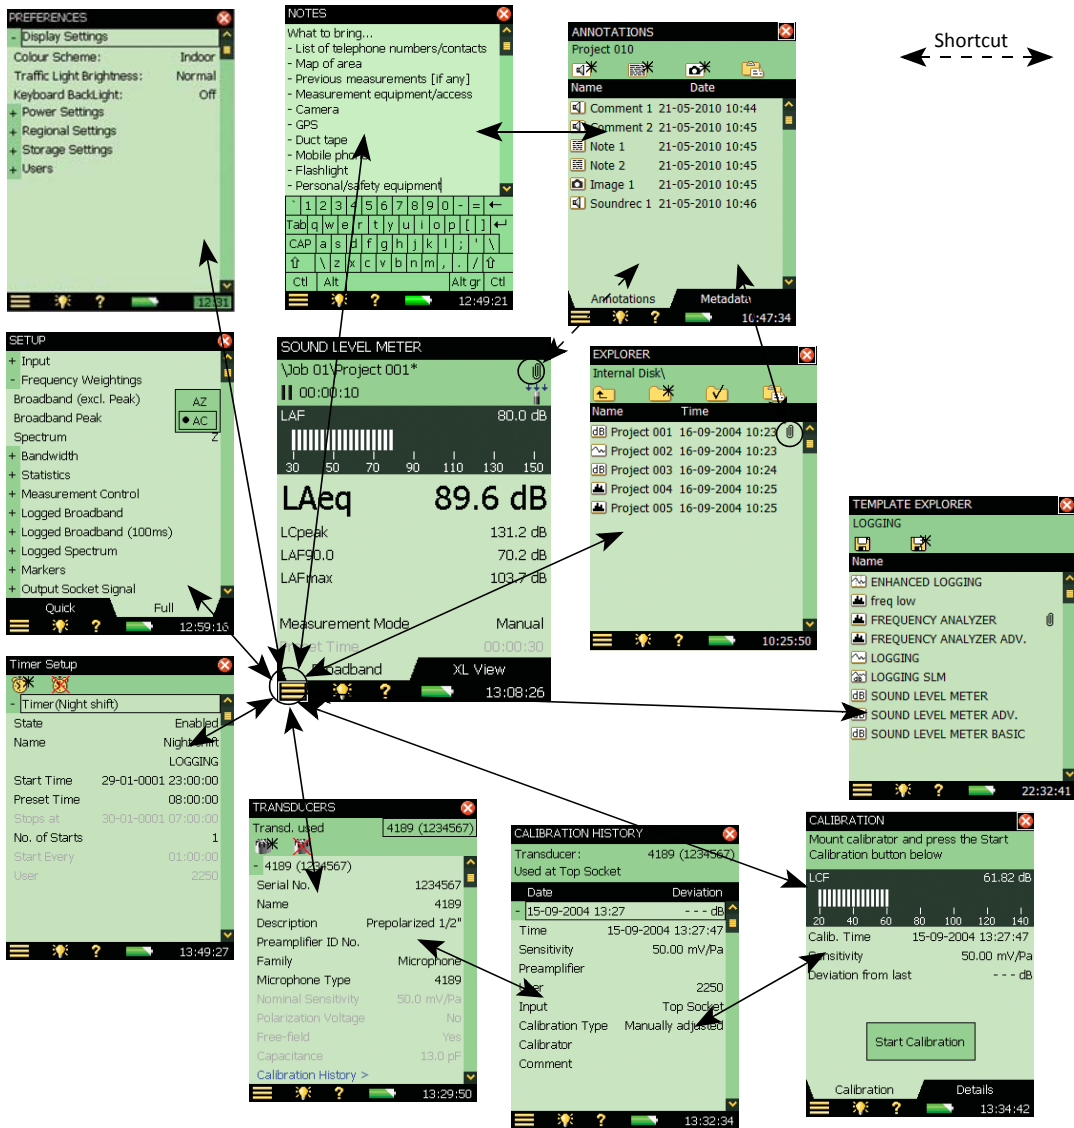 PREFERENCES
- Display Settings
Colour Scheme: Indoor
Traffic Light Brightness: Normal
Keyboard BackLight: Off
+ Power Settings
+ Regional Settings
+ Storage Settings
+ Users
? 12:31
NOTES
What to bring...
- List of telephone numbers/contacts
- Map of area
- Previous measurements [if any]
- Measurement equipment/access
- Camera
- GPS
- Duct tape
- Mobile phone
- Flashlight
- Personal/safety equipment
` 1 2 3 4 5 6 7 8 9 0 - = ←
Tab q w e r t y u i o p [ ] ↵
CAP a s d f g h j k l ; ' \
⇧ \ z x c v b n m , . / ⇧
Ctl Alt Alt gr Ctl
? 12:49:21
ANNOTATIONS
Project 010
Name Date
Comment 1 21-05-2010 10:44
Comment 2 21-05-2010 10:45
Note 1 21-05-2010 10:45
Note 2 21-05-2010 10:45
Image 1 21-05-2010 10:45
Soundrec 1 21-05-2010 10:46
Annotations Metadata
? 10:47:34
Shortcut
SETUP
+ Input
- Frequency Weightings
Broadband (excl. Peak) AZ
Broadband Peak AC
Spectrum Z
+ Bandwidth
+ Statistics
+ Measurement Control
+ Logged Broadband
+ Logged Broadband (100ms)
+ Logged Spectrum
+ Markers
+ Output Socket Signal
Quick Full
? 12:59:16
SOUND LEVEL METER
\Job 01\Project 001*
00:00:10
LAF 80.0 dB
30 50 70 90 110 130 150
LAeq 89.6 dB
LCpeak 131.2 dB
LAF90.0 70.2 dB
LAFmax 103.7 dB
Measurement Mode Manual
Preset Time 00:00:30
Broadband XL View
? 13:08:26
EXPLORER
Internal Disk\
Name Time
dB Project 001 16-09-2004 10:23
Project 002 16-09-2004 10:23
dB Project 003 16-09-2004 10:24
Project 004 16-09-2004 10:25
Project 005 16-09-2004 10:25
? 10:25:50
TEMPLATE EXPLORER
LOGGING
Name
ENHANCED LOGGING
freq low
FREQUENCY ANALYZER
FREQUENCY ANALYZER ADV.
LOGGING
LOGGING SLM
dB SOUND LEVEL METER
dB SOUND LEVEL METER ADV.
dB SOUND LEVEL METER BASIC
? 22:32:41
Timer Setup
- Timer(Night shift)
State Enabled
Name Night shift
LOGGING
Start Time 29-01-0001 23:00:00
Preset Time 08:00:00
Stops at 30-01-0001 07:00:00
No. of Starts 1
Start Every 01:00:00
User 2250
? 13:49:27
TRANSDUCERS
Transd. used 4189 (1234567)
- 4189 (1234567)
Serial No. 1234567
Name 4189
Description Prepolarized 1/2"
Preamplifier ID No.
Family Microphone
Microphone Type 4189
Nominal Sensitivity 50.0 mV/Pa
Polarization Voltage No
Free-field Yes
Capacitance 13.0 pF
Calibration History >
? 13:29:50
CALIBRATION HISTORY
Transducer: 4189 (1234567)
Used at Top Socket
Date Deviation
- 15-09-2004 13:27 - - - dB
Time 15-09-2004 13:27:47
Sensitivity 50.00 mV/Pa
Preamplifier
User 2250
Input Top Socket
Calibration Type Manually adjusted
Calibrator
Comment
? 13:32:34
CALIBRATION
Mount calibrator and press the Start
Calibration button below
LCF 61.82 dB
20 40 60 80 100 120 140
Calib. Time 15-09-2004 13:27:47
Sensitivity 50.00 mV/Pa
Deviation from last - - - dB
Start Calibration
Calibration Details
? 13:34:42